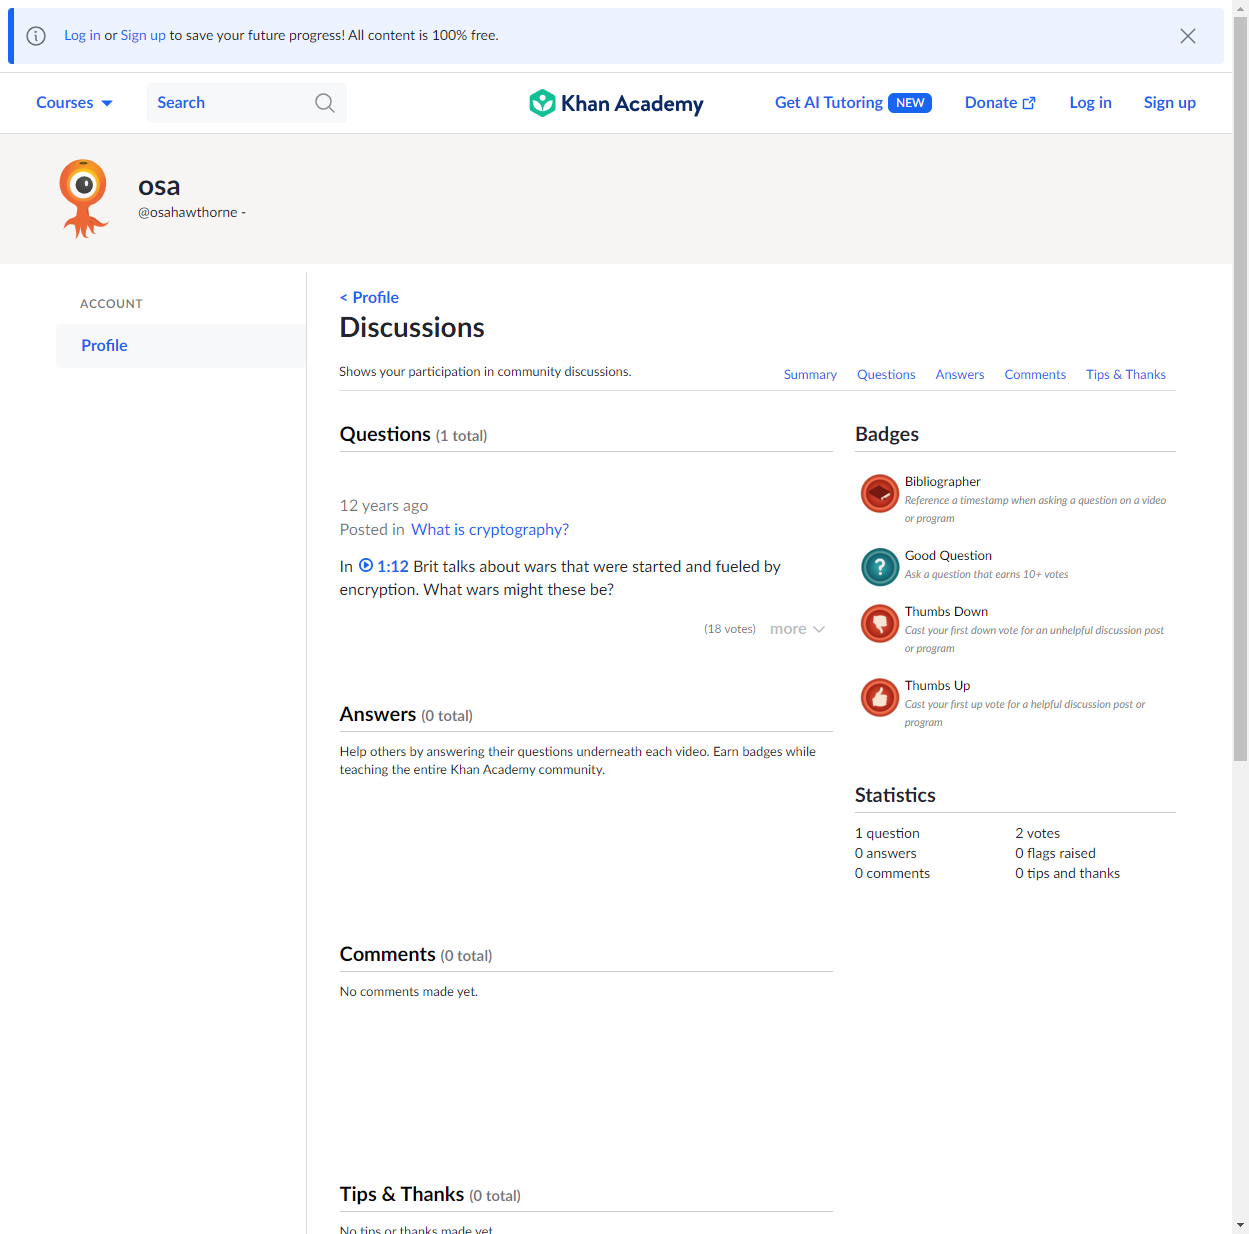 Log in or Sign up to save your future progress! All content is 100% free.
Courses
Search
Khan Academy
Get AI Tutoring NEW
Donate
Log in
Sign up
osa
@osahawthorne -
ACCOUNT
Profile
< Profile
Discussions
Shows your participation in community discussions.
Summary
Questions
Answers
Comments
Tips & Thanks
Questions (1 total)
12 years ago
Posted in What is cryptography?
In 1:12 Brit talks about wars that were started and fueled by
encryption. What wars might these be?
(18 votes)
more
Answers (0 total)
Help others by answering their questions underneath each video. Earn badges while
teaching the entire Khan Academy community.
Comments (0 total)
No comments made yet.
Tips & Thanks (0 total)
No tips or thanks made yet
Badges
Bibliographer
Reference a timestamp when asking a question on a video
or program
Good Question
Ask a question that earns 10+ votes
Thumbs Down
Cast your first down vote for an unhelpful discussion post
or program
Thumbs Up
Cast your first up vote for a helpful discussion post or
program
Statistics
1 question
2 votes
0 answers
0 flags raised
0 comments
0 tips and thanks